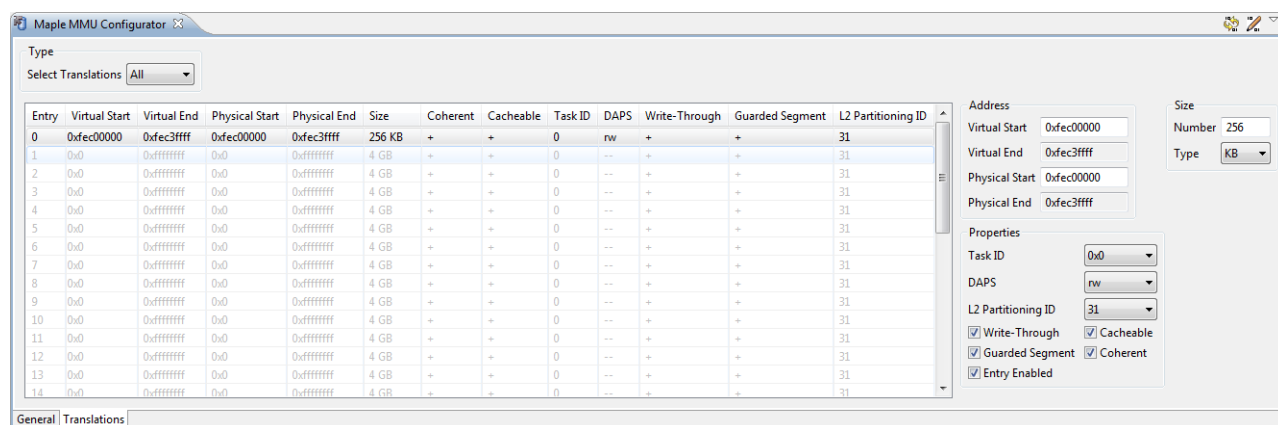 Maple MMU Configurator
Type
Select Translations All
Entry Virtual Start Virtual End Physical Start Physical End Size Coherent Cacheable Task ID DAPS Write-Through Guarded Segment L2 Partitioning ID
0 0xfec00000 0xfec3ffff 0xfec00000 0xfec3ffff 256 KB + + 0 rw + + 31
1 0x0 0xffffffff 0x0 0xffffffff 4 GB + + 0 -- + + 31
2 0x0 0xffffffff 0x0 0xffffffff 4 GB + + 0 -- + + 31
3 0x0 0xffffffff 0x0 0xffffffff 4 GB + + 0 -- + + 31
4 0x0 0xffffffff 0x0 0xffffffff 4 GB + + 0 -- + + 31
5 0x0 0xffffffff 0x0 0xffffffff 4 GB + + 0 -- + + 31
6 0x0 0xffffffff 0x0 0xffffffff 4 GB + + 0 -- + + 31
7 0x0 0xffffffff 0x0 0xffffffff 4 GB + + 0 -- + + 31
8 0x0 0xffffffff 0x0 0xffffffff 4 GB + + 0 -- + + 31
9 0x0 0xffffffff 0x0 0xffffffff 4 GB + + 0 -- + + 31
10 0x0 0xffffffff 0x0 0xffffffff 4 GB + + 0 -- + + 31
11 0x0 0xffffffff 0x0 0xffffffff 4 GB + + 0 -- + + 31
12 0x0 0xffffffff 0x0 0xffffffff 4 GB + + 0 -- + + 31
13 0x0 0xffffffff 0x0 0xffffffff 4 GB + + 0 -- + + 31
14 0x0 0xffffffff 0x0 0xffffffff 4 GB + + 0 -- + + 31
Address
Virtual Start 0xfec00000
Virtual End 0xfec3ffff
Physical Start 0xfec00000
Physical End 0xfec3ffff
Size
Number 256
Type KB
Properties
Task ID 0x0
DAPS rw
L2 Partitioning ID 31
Write-Through Cacheable
Guarded Segment Coherent
Entry Enabled
General Translations